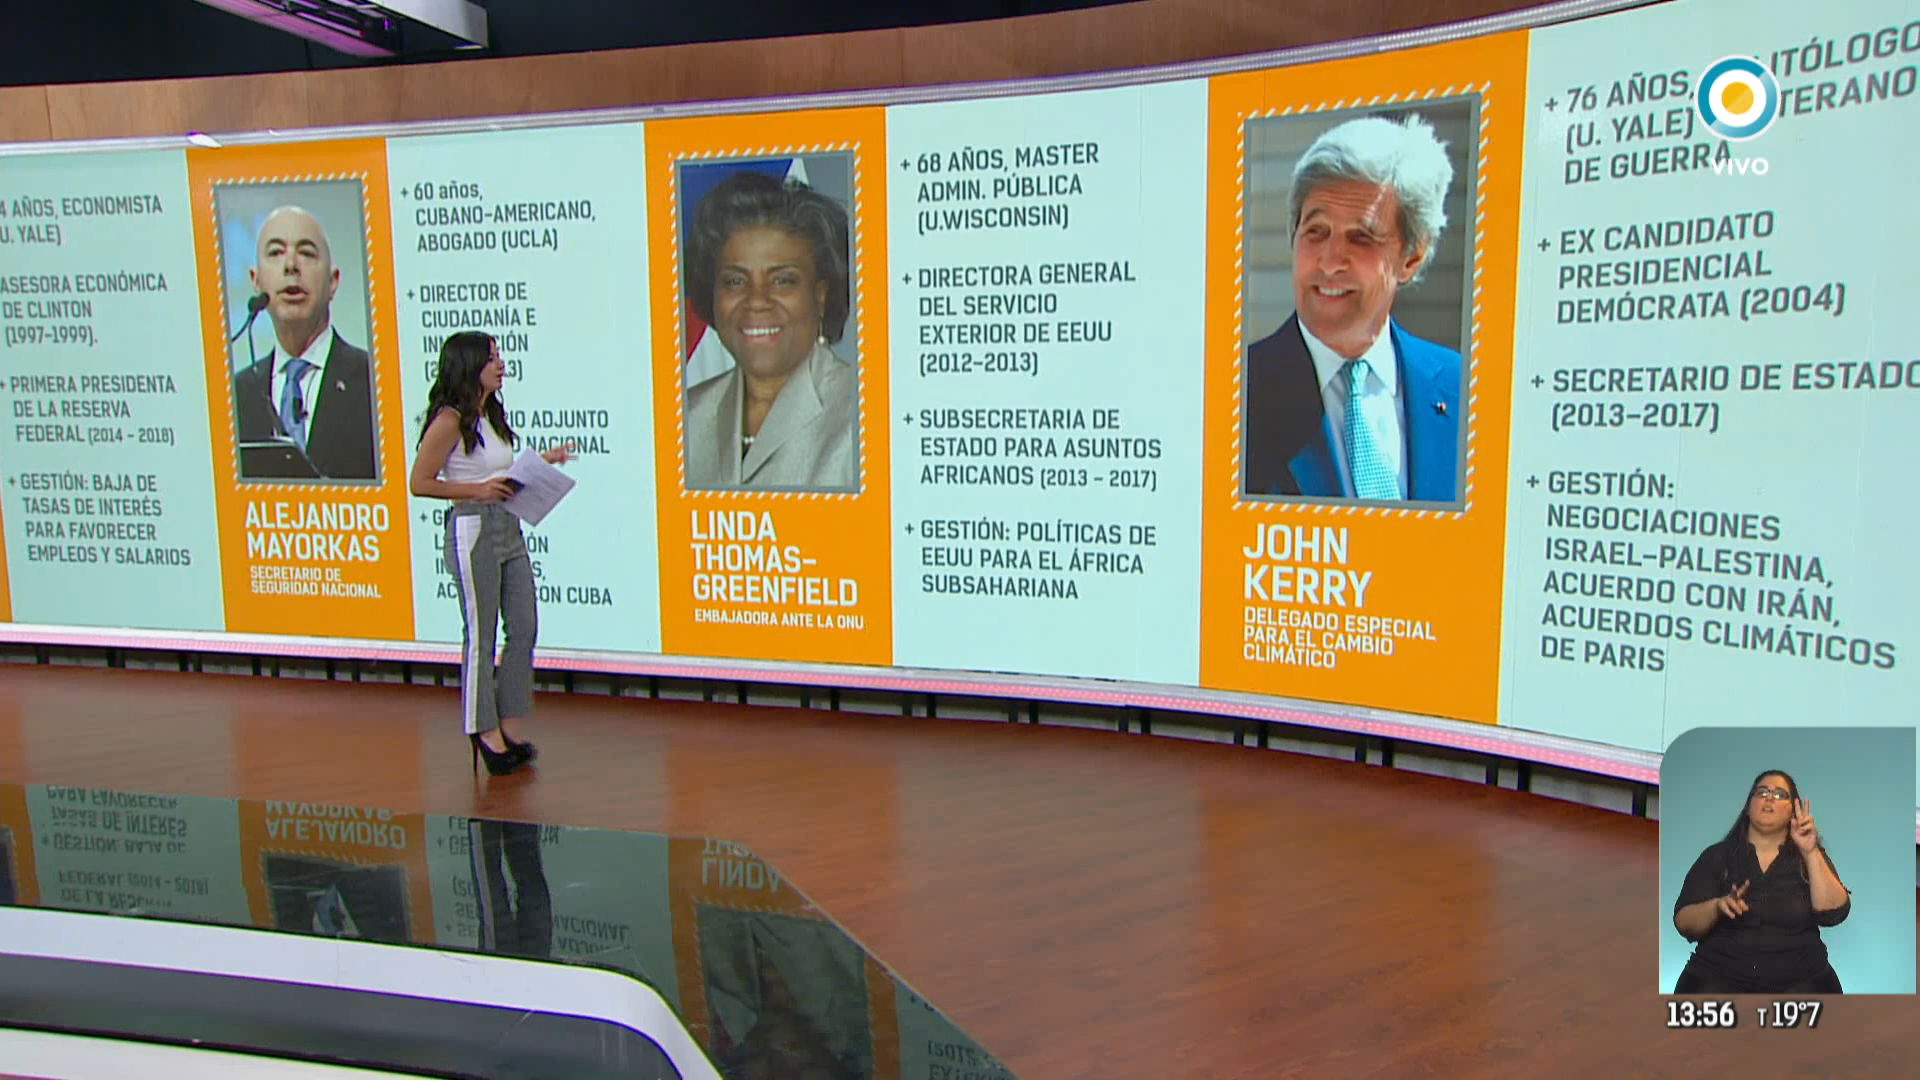 4 AÑOS, ECONOMISTA
U. YALE)
ASESORA ECONÓMICA
DE CLINTON
(1997-1999).
+ PRIMERA PRESIDENTA
DE LA RESERVA
FEDERAL (2014 - 2018)
+ GESTIÓN: BAJA DE
TASAS DE INTERÉS
PARA FAVORECER
EMPLEOS Y SALARIOS
ALEJANDRO
MAYORKAS
SECRETARIO DE
SEGURIDAD NACIONAL
+ 60 años,
CUBANO-AMERICANO,
ABOGADO (UCLA)
+ DIRECTOR DE
CIUDADANÍA E
ADJUNTO
NACIONAL
CON CUBA
LINDA
THOMAS-
GREENFIELD
EMBAJADORA ANTE LA ONU
+ 68 AÑOS, MASTER
ADMIN. PÚBLICA
(U.WISCONSIN)
+ DIRECTORA GENERAL
DEL SERVICIO
EXTERIOR DE EEUU
(2012-2013)
+ SUBSECRETARIA DE
ESTADO PARA ASUNTOS
AFRICANOS (2013 - 2017)
+ GESTIÓN: POLÍTICAS DE
EEUU PARA EL ÁFRICA
SUBSAHARIANA
JOHN
KERRY
DELEGADO ESPECIAL
PARA EL CAMBIO
CLIMÁTICO
+ 76 AÑOS,
(U. YALE)
DE GUERRA
+ EX CANDIDATO
PRESIDENCIAL
DEMÓCRATA (2004)
+ SECRETARIO DE ESTADO
(2013-2017)
+ GESTIÓN:
NEGOCIACIONES
ISRAEL-PALESTINA,
ACUERDO CON IRÁN,
ACUERDOS CLIMÁTICOS
DE PARIS
VIVO
13:56 T 19°7